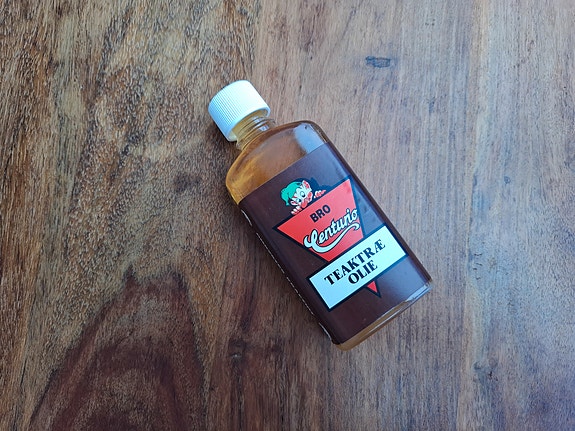 BRO
Centurio
TEAKTRÆ
OLIE